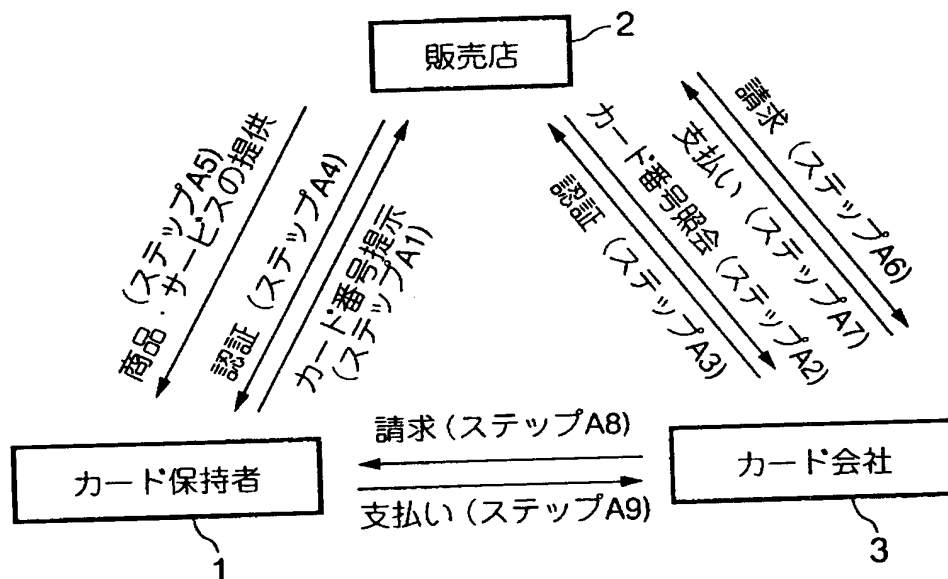 2
販売店
(ステップA5)
商品・サービスの提供
認証 (ステップA4)
カード番号提示
(ステップA1)
認証 (ステップA3)
カード番号照会 (ステップA2)
支払い (ステップA7)
請求 (ステップA6)
請求 (ステップA8)
カード保持者
カード会社
支払い (ステップA9)
1
3